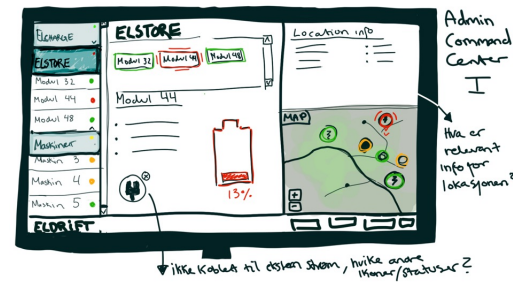 ELCHARGE
ELSTORE
Modul 32
Modul 44
Modul 48
Maskiner
Maskin 3
Maskin 4
Maskin 5
ELDRIFT
ELSTORE
Modul 32
Modul 44
Modul 48
Modul 44
13%
Location info
MAP
+
-
Admin
Command
Center
I
Hva er
relevant
info for
lokasjonen?
ikke koblet til ekstern strøm, hvilke andre
ikoner/statuser?